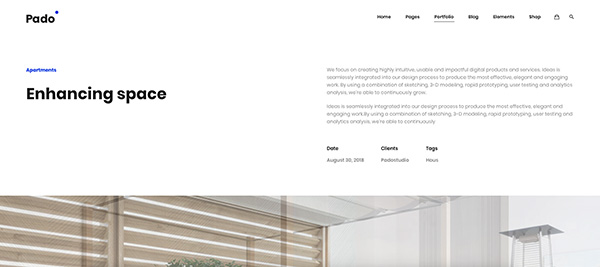 Pado
Home Pages Portfolio Blog Elements Shop
Apartments
Enhancing space
We focus on creating highly intuitive, usable and impactful digital products and services. Ideas is
seamlessly integrated into our design process to produce the most effective, elegant and engaging
work. By using a combination of sketching, 3-D modeling, rapid prototyping, user testing and analytics
analysis, we're able to continuously grow.
Ideas is seamlessly integrated into our design process to produce the most effective, elegant and
engaging work.By using a combination of sketching, 3-D modeling, rapid prototyping, user testing and
analytics analysis, we're able to continuously
Date Clients Tags
August 30, 2018 Padostudio Haus